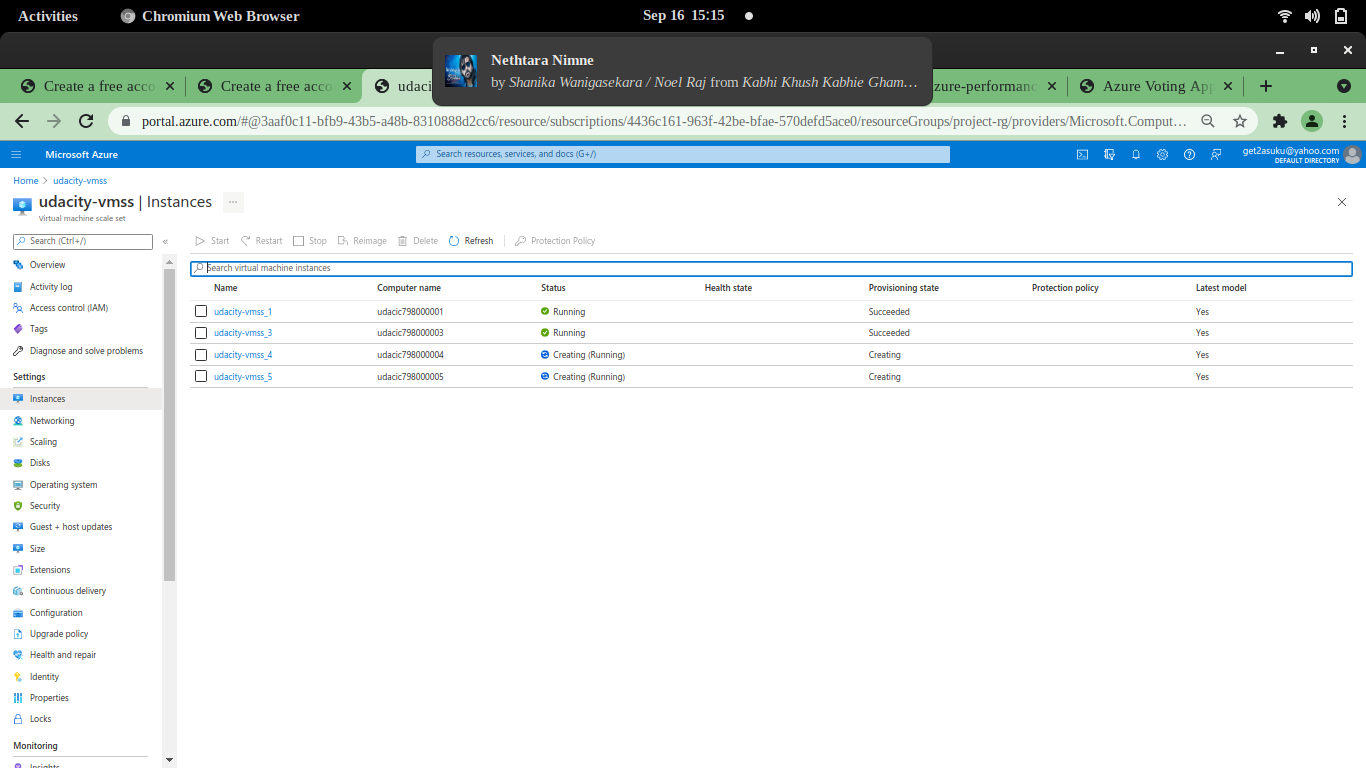 Activities Chromium Web Browser Sep 16 15:15
Nethtara Nimne
by Shanika Wanigasekara / Noel Raj from Kabhi Khush Kabhie Gham…
Create a free acco Create a free acco udaci zure-performanc Azure Voting App
portal.azure.com/#@3aaf0c11-bfb9-43b5-a48b-8310888d2cc6/resource/subscriptions/4436c161-963f-42be-bfae-570defd5ace0/resourceGroups/project-rg/providers/Microsoft.Comput…
Microsoft Azure Search resources, services, and docs (G+/) get2asuku@yahoo.com
DEFAULT DIRECTORY
Home > udacity-vmss
udacity-vmss | Instances ...
Virtual machine scale set
Search (Ctrl+/) « Start Restart Stop Reimage Delete Refresh Protection Policy
Search virtual machine instances
Name Computer name Status Health state Provisioning state Protection policy Latest model
udacity-vmss_1 udacic798000001 Running Succeeded Yes
udacity-vmss_3 udacic798000003 Running Succeeded Yes
udacity-vmss_4 udacic798000004 Creating (Running) Creating Yes
udacity-vmss_5 udacic798000005 Creating (Running) Creating Yes
Overview
Activity log
Access control (IAM)
Tags
Diagnose and solve problems
Settings
Instances
Networking
Scaling
Disks
Operating system
Security
Guest + host updates
Size
Extensions
Continuous delivery
Configuration
Upgrade policy
Health and repair
Identity
Properties
Locks
Monitoring
Insights